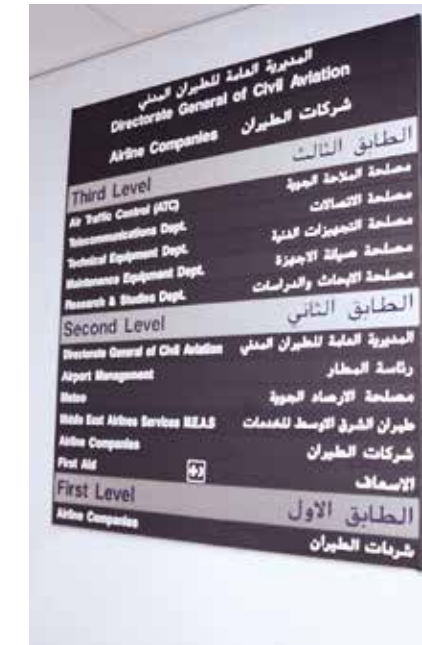 المديرية العامة للطيران المدني
Directorate General of Civil Aviation
Airline Companies شركات الطيران
Third Level الطابق الثالث
Air Traffic Control (ATC) مصلحة الملاحة الجوية
Telecommunications Dept. مصلحة الاتصالات
Technical Equipment Dept. مصلحة التجهيزات الفنية
Maintenance Equipment Dept. مصلحة صيانة الاجهزة
Research & Studies Dept. مصلحة الابحاث والدراسات
Second Level الطابق الثاني
Directorate General of Civil Aviation المديرية العامة للطيران المدني
Airport Management رئاسة المطار
Meteo مصلحة الارصاد الجوية
Middle East Airlines Services M.E.A.S طيران الشرق الاوسط للخدمات
Airline Companies شركات الطيران
First Aid الاسعاف
First Level الطابق الاول
Airline Companies شركات الطيران